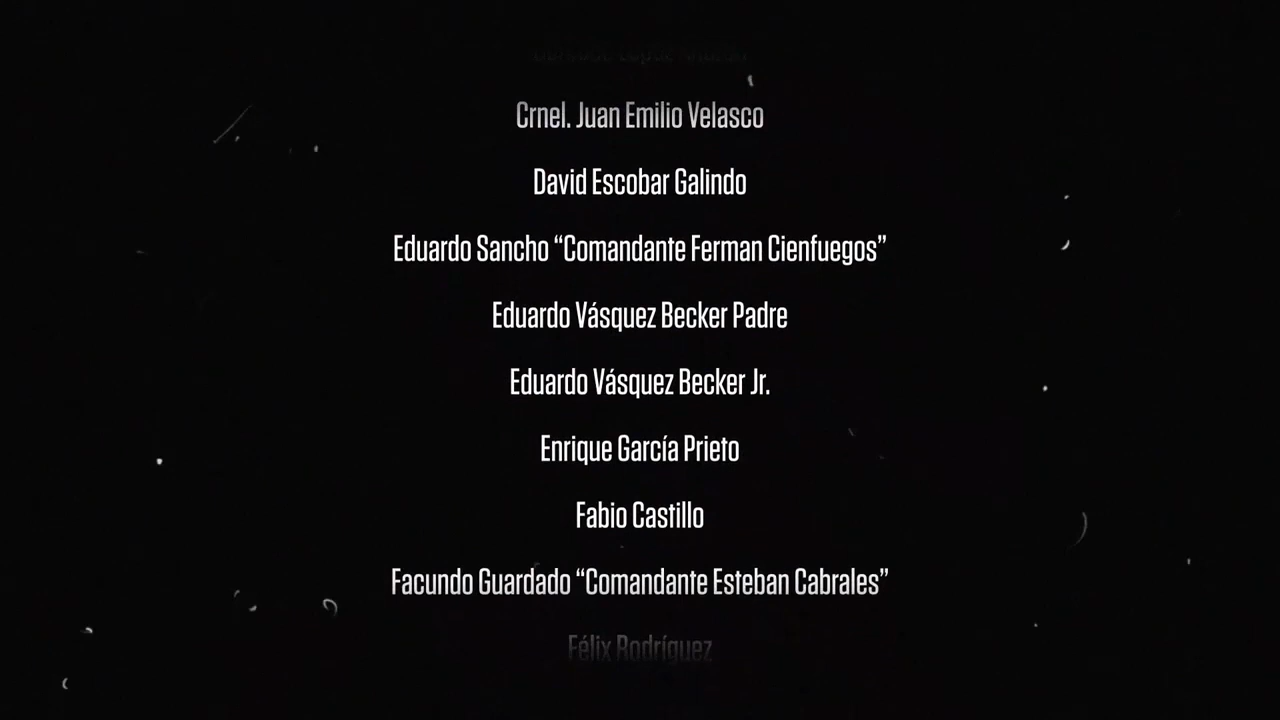 Crnel. Juan Emilio Velasco
David Escobar Galindo
Eduardo Sancho “Comandante Ferman Cienfuegos”
Eduardo Vásquez Becker Padre
Eduardo Vásquez Becker Jr.
Enrique García Prieto
Fabio Castillo
Facundo Guardado “Comandante Esteban Cabrales”
Félix Rodríguez